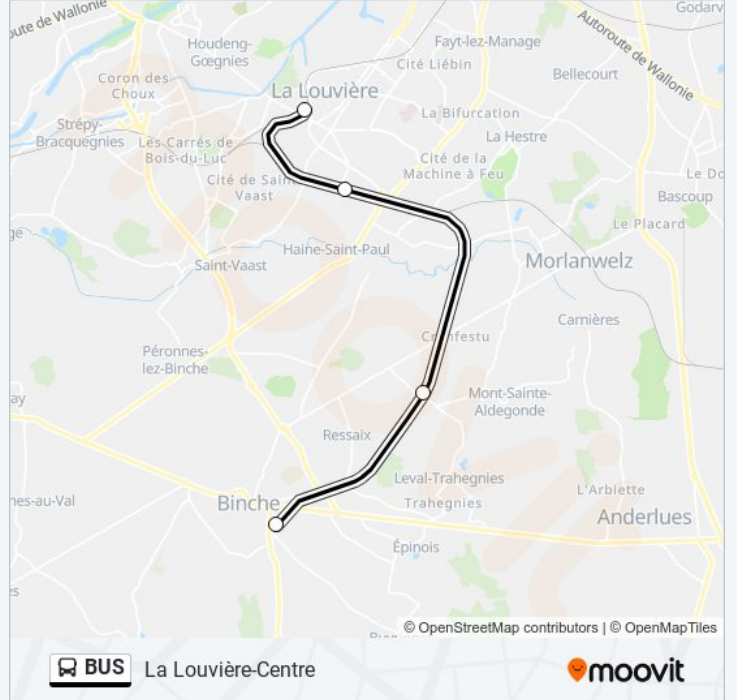 Godarv
oute de Wallonie
Autoroute de Wallonie
Houdeng-
Gœgnies
Fayt-lez-Manage
Cité Liébin
Bellecourt
Coron des
Choux
La Louvière
La Bifurcation
Strépy-
Bracquegnies
Les Carrés de
Bois-du-Luc
La Hestre
Cité de la
Machine à Feu
Cité de Saint
Vaast
Le Do
Bascoup
Le Placard
Haine-Saint-Paul
Saint-Vaast
Morlanwelz
Carnières
Péronnes-
lez-Binche
Mont-Sainte-
Aldegonde
ay
Ressaix
Leval-Trahegnies
Trahegnies
L'Arblette
nes-au-Val
Binche
Anderlues
Épinois
es
© OpenStreetMap contributors | © OpenMapTiles
BUS La Louvière-Centre
moovit